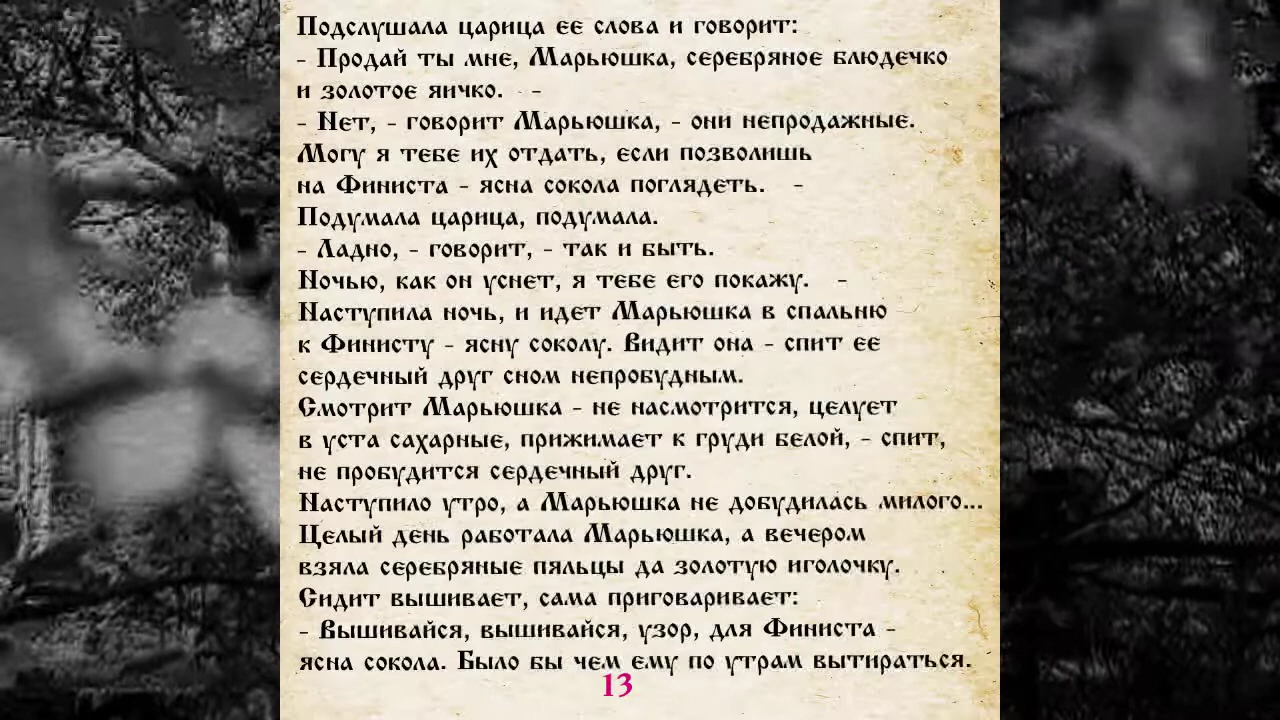 Подслушала царица ее слова и говорит:
- Продай ты мне, Марьюшка, серебряное блюдечко
и золотое яичко. -
- Нет, - говорит Марьюшка, - они непродажные.
Могу я тебе их отдать, если позволишь
на Финиста - ясна сокола поглядеть. -
Подумала царица, подумала.
- Ладно, - говорит, - так и быть.
Ночью, как он уснет, я тебе его покажу. -
Наступила ночь, и идет Марьюшка в спальню
к Финисту - ясну соколу. Видит она - спит ее
сердечный друг сном непробудным.
Смотрит Марьюшка - не насмотрится, целует
в уста сахарные, прижимает к груди белой, - спит,
не пробудится сердечный друг.
Наступило утро, а Марьюшка не добудилась милого...
Целый день работала Марьюшка, а вечером
взяла серебряные пяльцы да золотую иголочку.
Сидит вышивает, сама приговаривает:
- Вышивайся, вышивайся, узор, для Финиста -
ясна сокола. Было бы чем ему по утрам вытираться.
13